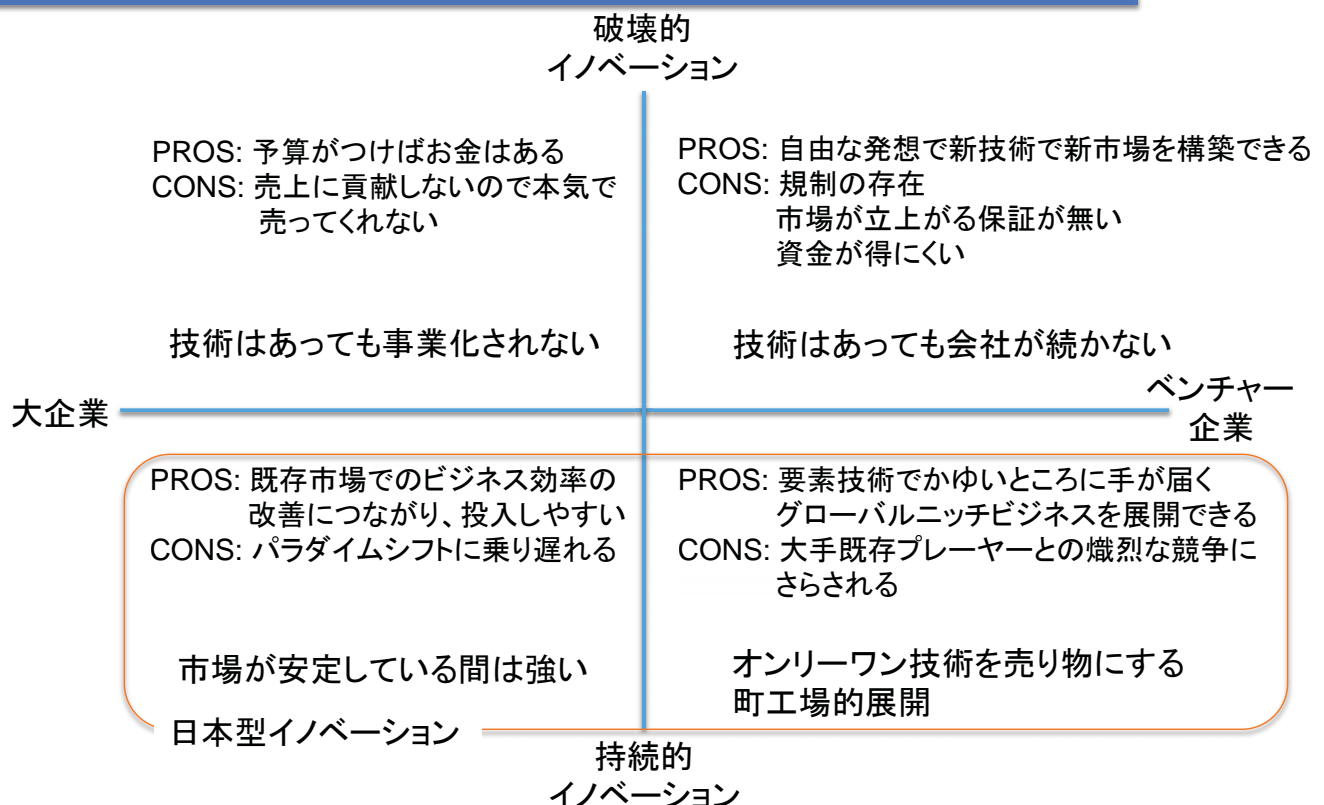 破壊的
イノベーション
PROS: 予算がつけばお金はある
CONS: 売上に貢献しないので本気で
売ってくれない
技術はあっても事業化されない
PROS: 自由な発想で新技術で新市場を構築できる
CONS: 規制の存在
市場が立上がる保証が無い
資金が得にくい
技術はあっても会社が続かない
大企業
ベンチャー
企業
PROS: 既存市場でのビジネス効率の
改善につながり、投入しやすい
CONS: パラダイムシフトに乗り遅れる
市場が安定している間は強い
PROS: 要素技術でかゆいところに手が届く
グローバルニッチビジネスを展開できる
CONS: 大手既存プレーヤーとの熾烈な競争に
さらされる
オンリーワン技術を売り物にする
町工場的展開
日本型イノベーション
持続的
イノベーション